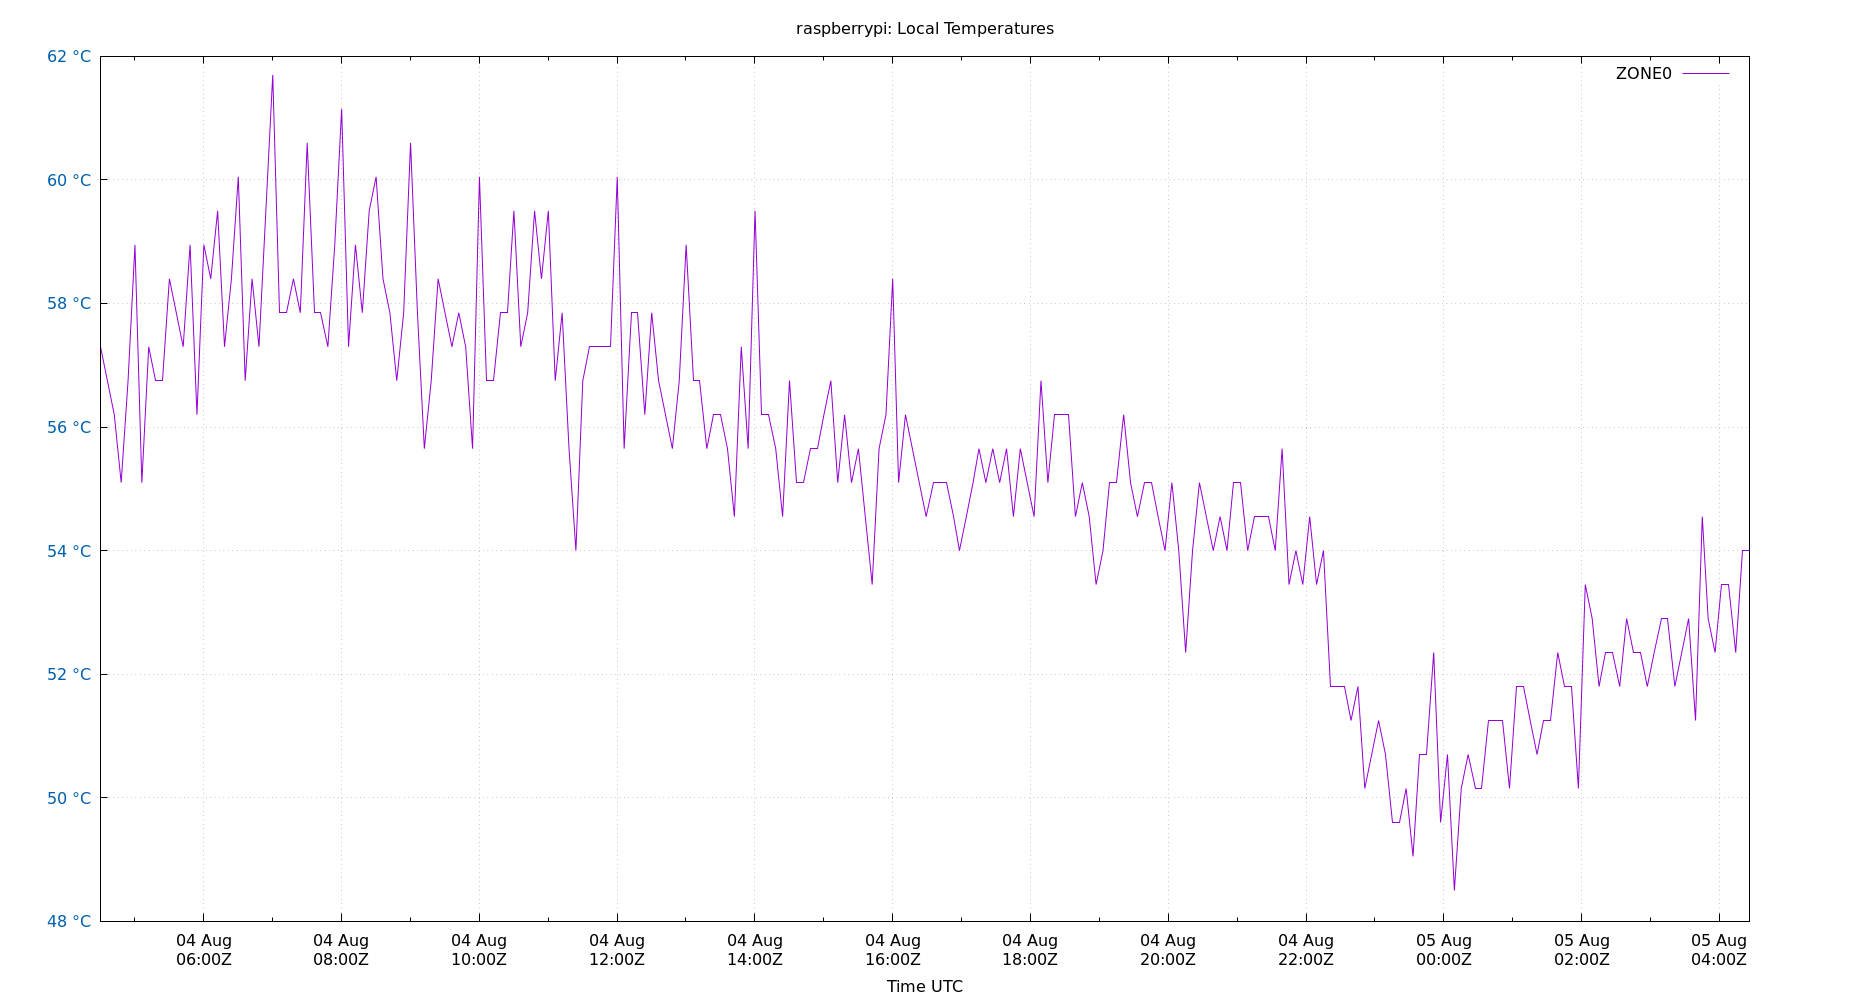 raspberrypi: Local Temperatures
ZONE0
62 °C
60 °C
58 °C
56 °C
54 °C
52 °C
50 °C
48 °C
04 Aug
06:00Z
04 Aug
08:00Z
04 Aug
10:00Z
04 Aug
12:00Z
04 Aug
14:00Z
04 Aug
16:00Z
04 Aug
18:00Z
04 Aug
20:00Z
04 Aug
22:00Z
05 Aug
00:00Z
05 Aug
02:00Z
05 Aug
04:00Z
Time UTC